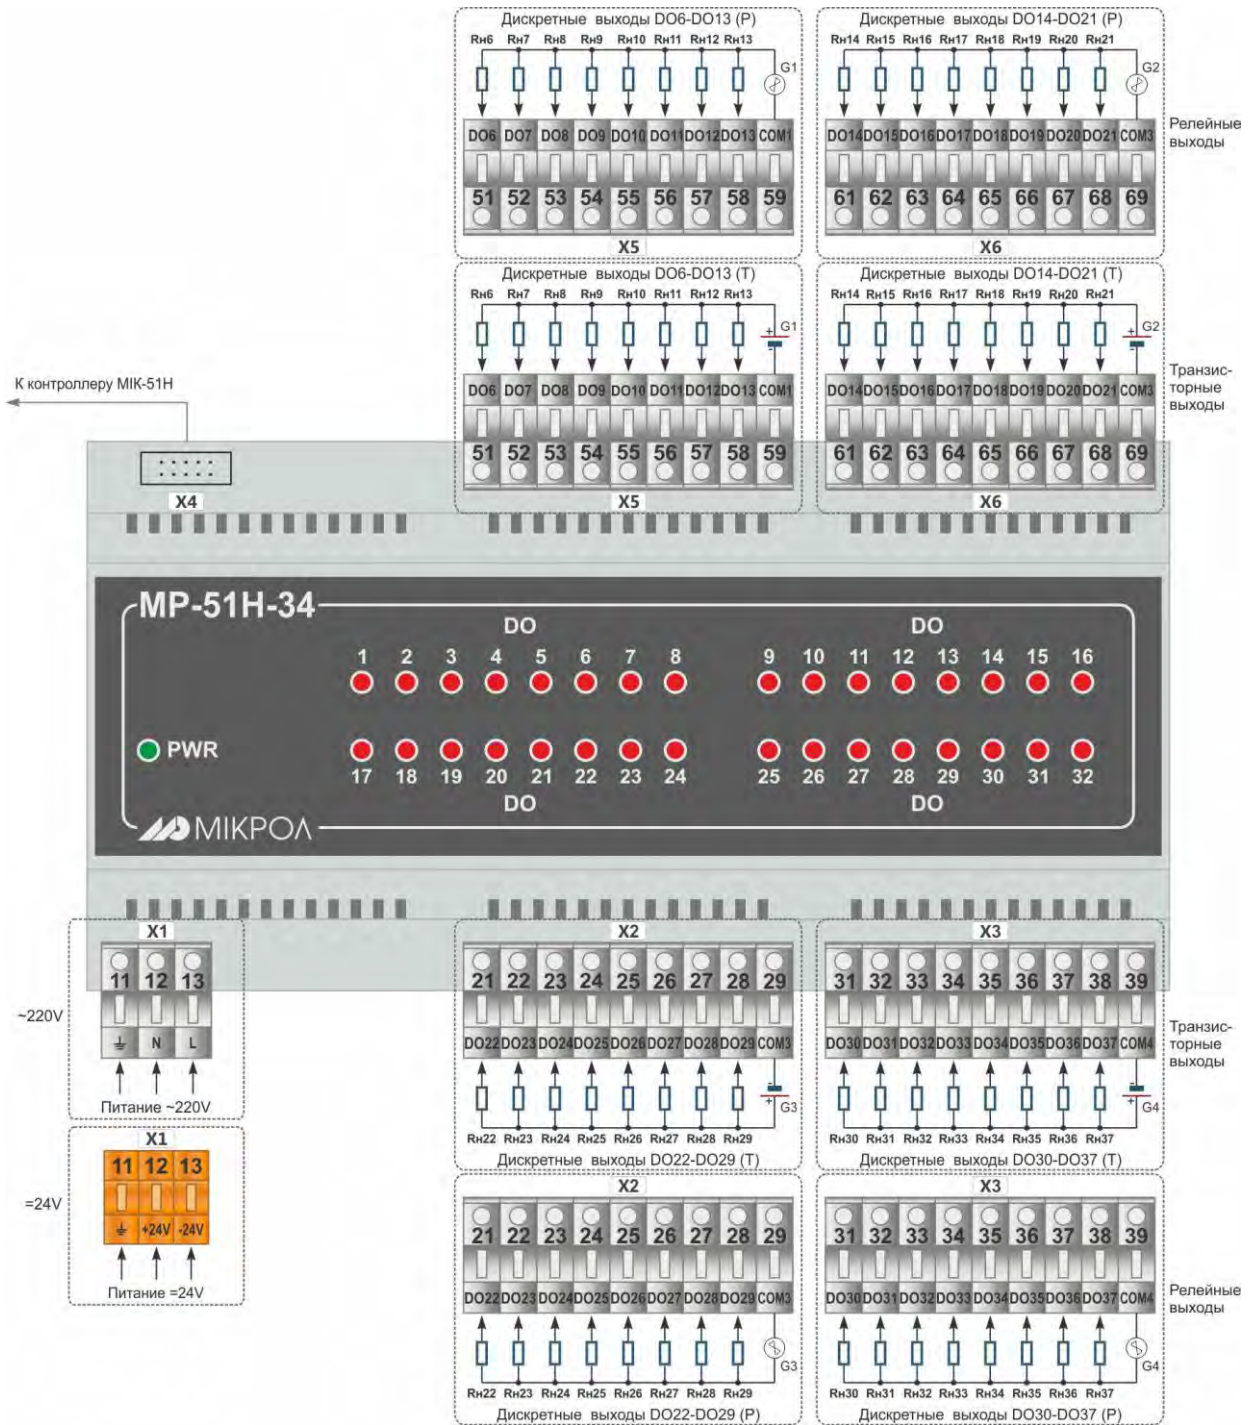 Дискретные выходы DO6-DO13 (Р)
Rн6 Rн7 Rн8 Rн9 Rн10 Rн11 Rн12 Rн13
G1
DO6 DO7 DO8 DO9 DO10 DO11 DO12 DO13 COM1
51 52 53 54 55 56 57 58 59
X5
Дискретные выходы DO14-DO21 (Р)
Rн14 Rн15 Rн16 Rн17 Rн18 Rн19 Rн20 Rн21
G2
DO14 DO15 DO16 DO17 DO18 DO19 DO20 DO21 COM3
61 62 63 64 65 66 67 68 69
X6
Релейные
выходы
Дискретные выходы DO6-DO13 (Т)
Rн6 Rн7 Rн8 Rн9 Rн10 Rн11 Rн12 Rн13
+ G1
-
DO6 DO7 DO8 DO9 DO10 DO11 DO12 DO13 COM1
51 52 53 54 55 56 57 58 59
X5
Дискретные выходы DO14-DO21 (Т)
Rн14 Rн15 Rн16 Rн17 Rн18 Rн19 Rн20 Rн21
+ G2
-
DO14 DO15 DO16 DO17 DO18 DO19 DO20 DO21 COM3
61 62 63 64 65 66 67 68 69
X6
Транзис-
торные
выходы
К контроллеру МІК-51Н
X4
МР-51Н-34
DO DO
1 2 3 4 5 6 7 8 9 10 11 12 13 14 15 16
PWR
17 18 19 20 21 22 23 24 25 26 27 28 29 30 31 32
DO DO
МІКРОЛ
X1
11 12 13
~220V
N L
Питание ~220V
X1
11 12 13
=24V
+24V -24V
Питание =24V
X2
21 22 23 24 25 26 27 28 29
DO22 DO23 DO24 DO25 DO26 DO27 DO28 DO29 COM3
-
+ G3
Rн22 Rн23 Rн24 Rн25 Rн26 Rн27 Rн28 Rн29
Дискретные выходы DO22-DO29 (Т)
X3
31 32 33 34 35 36 37 38 39
DO30 DO31 DO32 DO33 DO34 DO35 DO36 DO37 COM4
-
+ G4
Rн30 Rн31 Rн32 Rн33 Rн34 Rн35 Rн36 Rн37
Дискретные выходы DO30-DO37 (Т)
Транзис-
торные
выходы
X2
21 22 23 24 25 26 27 28 29
DO22 DO23 DO24 DO25 DO26 DO27 DO28 DO29 COM3
G3
Rн22 Rн23 Rн24 Rн25 Rн26 Rн27 Rн28 Rн29
Дискретные выходы DO22-DO29 (Р)
X3
31 32 33 34 35 36 37 38 39
DO30 DO31 DO32 DO33 DO34 DO35 DO36 DO37 COM4
G4
Rн30 Rн31 Rн32 Rн33 Rн34 Rн35 Rн36 Rн37
Дискретные выходы DO30-DO37 (Р)
Релейные
выходы